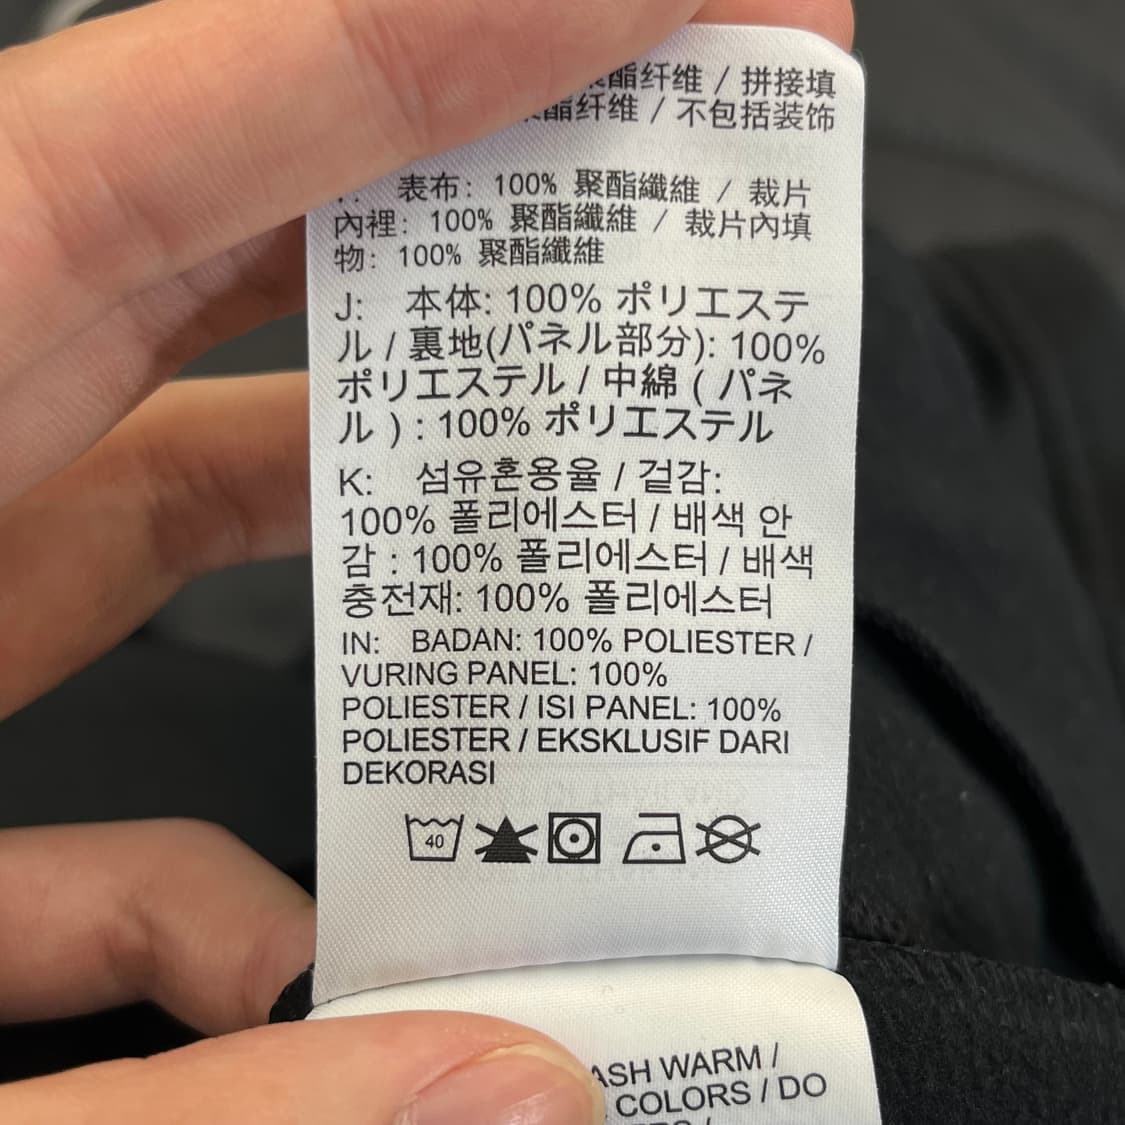 酯纤维 / 拼接填
酯纤维 / 不包括装饰
表布: 100% 聚酯纖維 / 裁片
內裡: 100% 聚酯纖維 / 裁片內填
物: 100% 聚酯纖維
J: 本体: 100% ポリエステ
ル / 裏地(パネル部分): 100%
ポリエステル / 中綿 ( パネ
ル ) : 100% ポリエステル
K: 섬유혼용율 / 겉감:
100% 폴리에스터 / 배색 안
감 : 100% 폴리에스터 / 배색
충전재: 100% 폴리에스터
IN: BADAN: 100% POLIESTER /
VURING PANEL: 100%
POLIESTER / ISI PANEL: 100%
POLIESTER / EKSKLUSIF DARI
DEKORASI
40
ASH WARM /
COLORS / DO